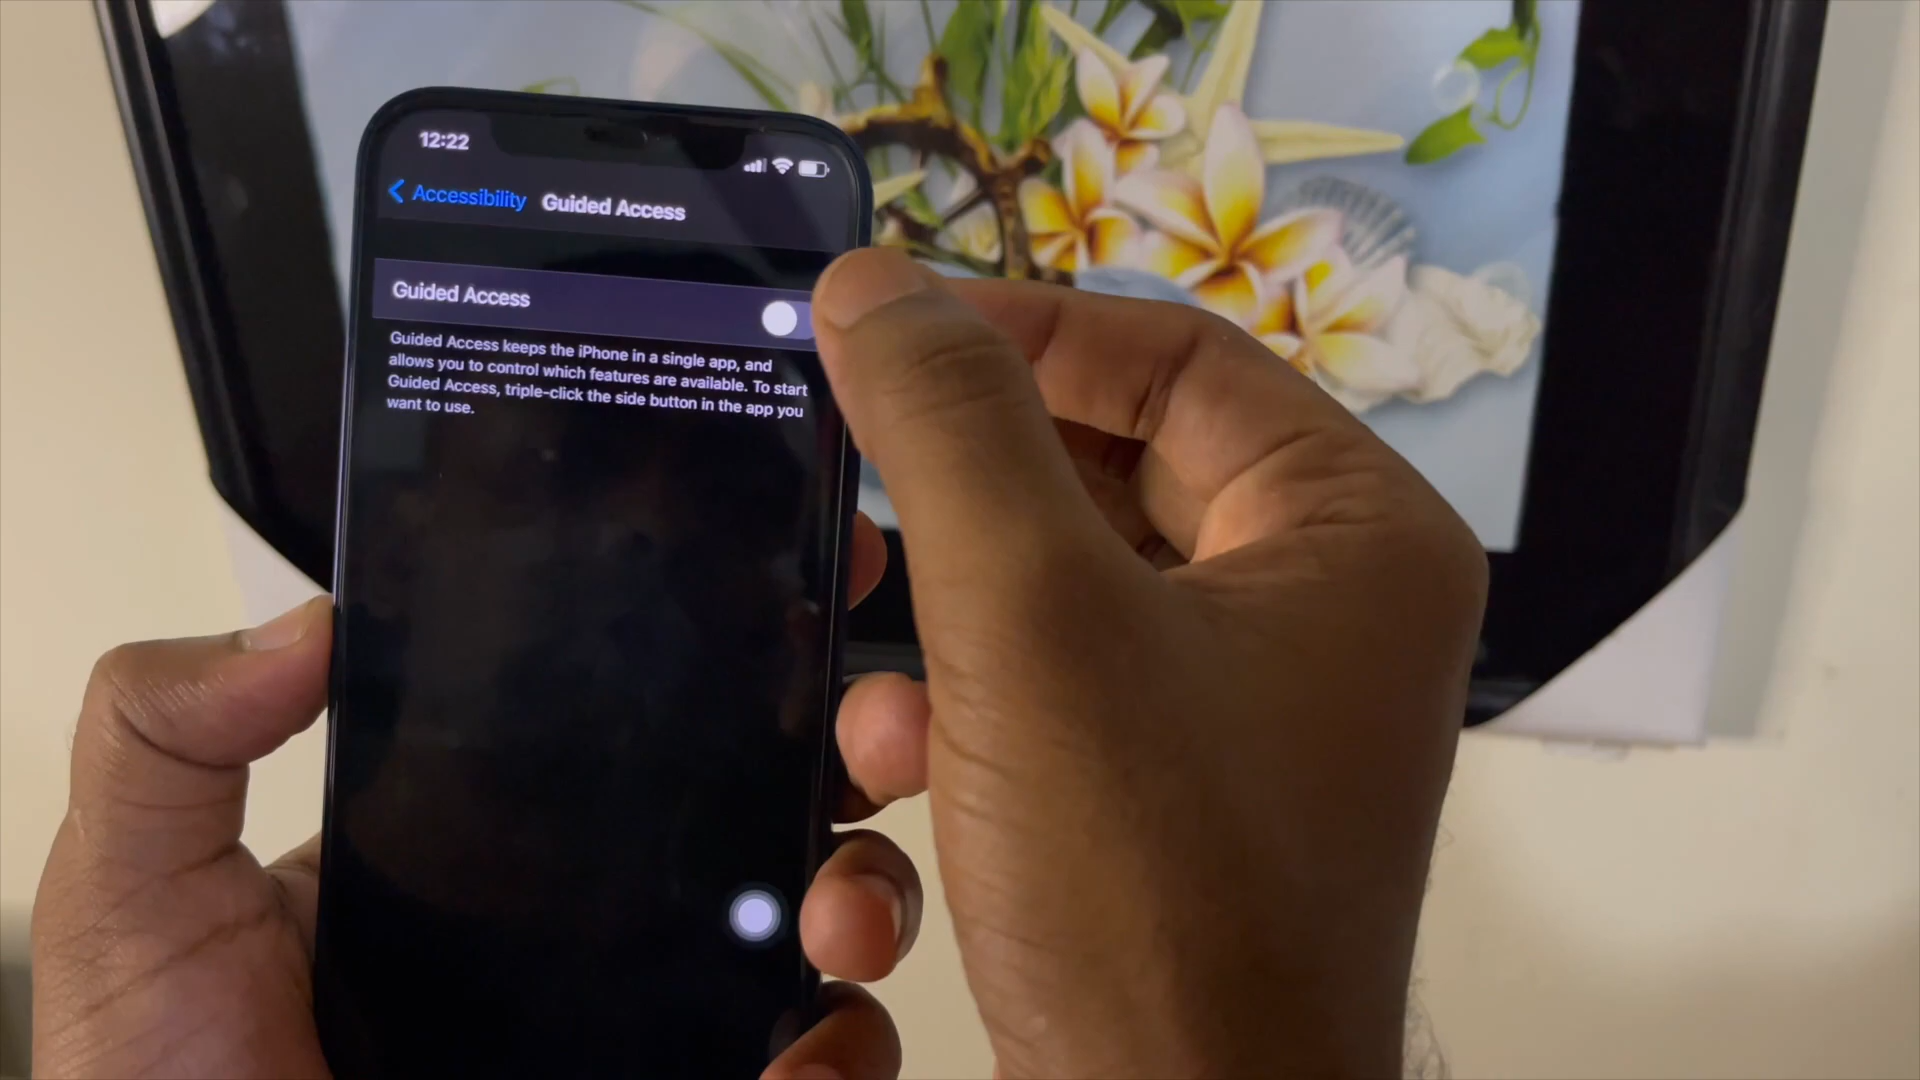 12:22
Accessibility Guided Access
Guided Access
Guided Access keeps the iPhone in a single app, and
allows you to control which features are available. To start
Guided Access, triple-click the side button in the app you
want to use.